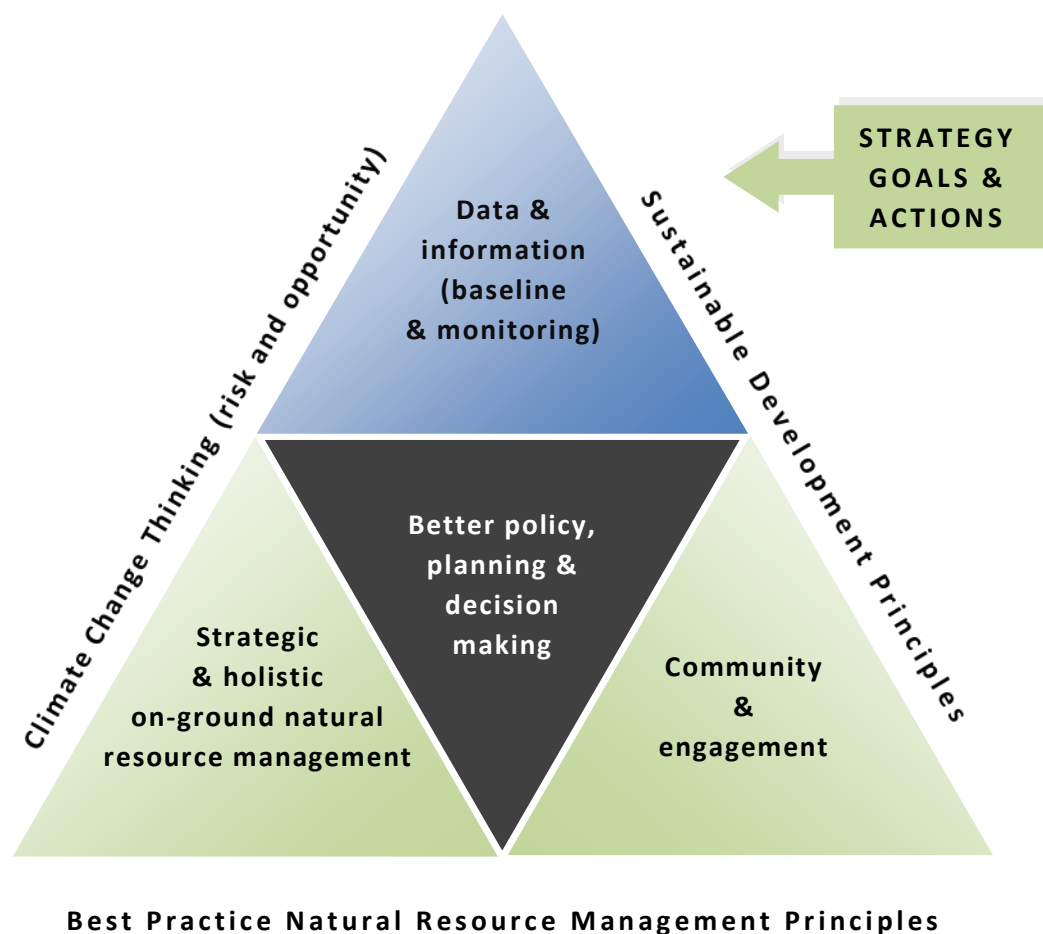 STRATEGY
GOALS &
ACTIONS
Climate Change Thinking (risk and opportunity)
Sustainable Development Principles
Data &
information
(baseline
& monitoring)
Better policy,
planning &
decision
making
Strategic
& holistic
on-ground natural
resource management
Community
&
engagement
Best Practice Natural Resource Management Principles